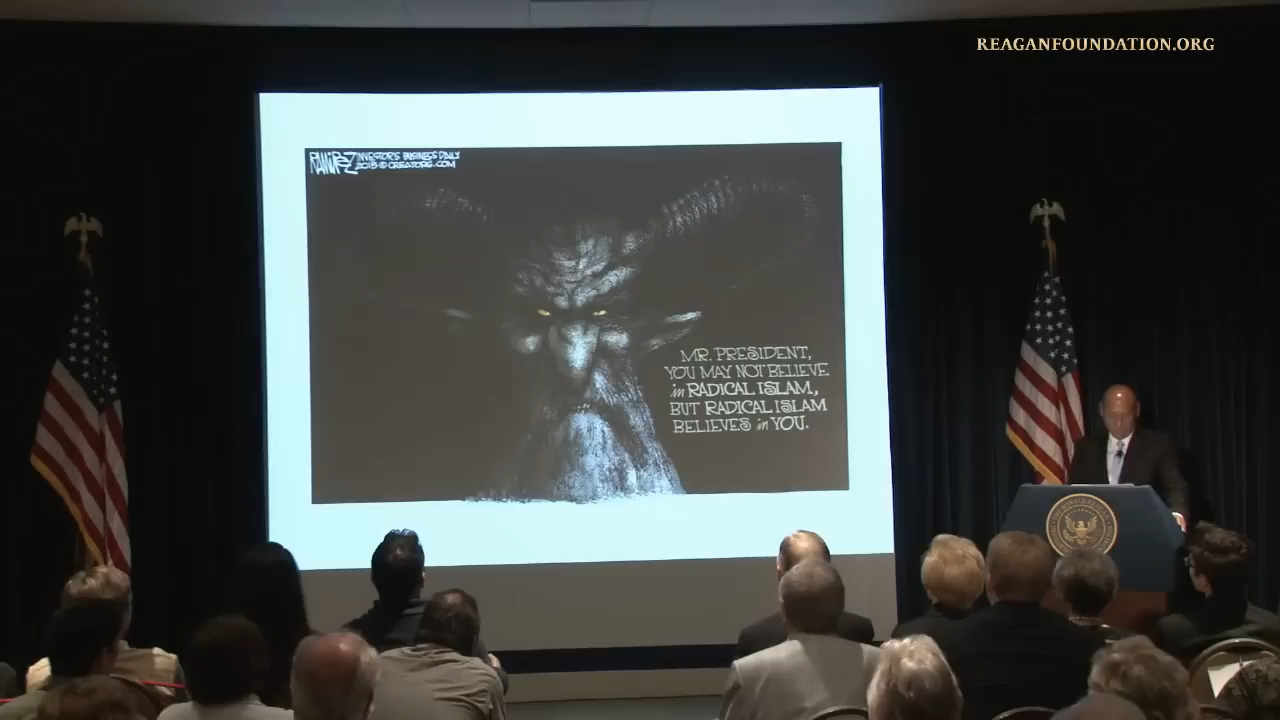 REAGANFOUNDATION.ORG
RAMIREZ INVESTOR'S BUSINESS DAILY
2015 © CREATORS.COM
MR. PRESIDENT,
YOU MAY NOT BELIEVE
in RADICAL ISLAM,
BUT RADICAL ISLAM
BELIEVES in YOU.